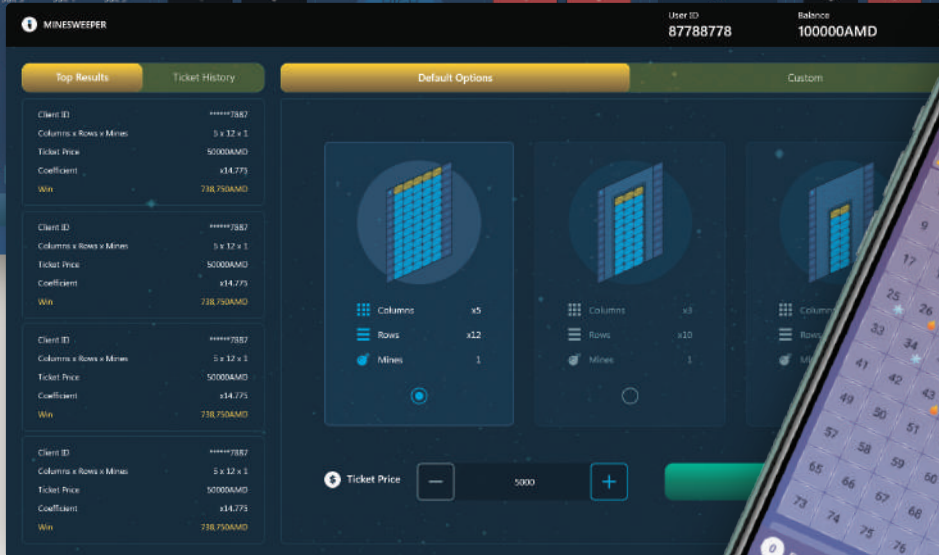 MINESWEEPER
User ID
87788778
Balance
100000AMD
Top Results
Ticket History
Default Options
Custom
Client ID ******7887
Columns x Rows x Mines 5 x 12 x 1
Ticket Price 50000AMD
Coefficient x14.775
Win 738,750AMD
Client ID ******7887
Columns x Rows x Mines 5 x 12 x 1
Ticket Price 50000AMD
Coefficient x14.775
Win 738,750AMD
Client ID ******7887
Columns x Rows x Mines 5 x 12 x 1
Ticket Price 50000AMD
Coefficient x14.775
Win 738,750AMD
Client ID ******7887
Columns x Rows x Mines 5 x 12 x 1
Ticket Price 50000AMD
Coefficient x14.775
Win 738,750AMD
Columns x5
Rows x12
Mines 1
Columns x3
Rows x10
Mines 1
Ticket Price
5000
9
17
25 26
33 34
41 42 43
49 50 51
57 58 59 60
65 66 67 68
73 74 75 76
0